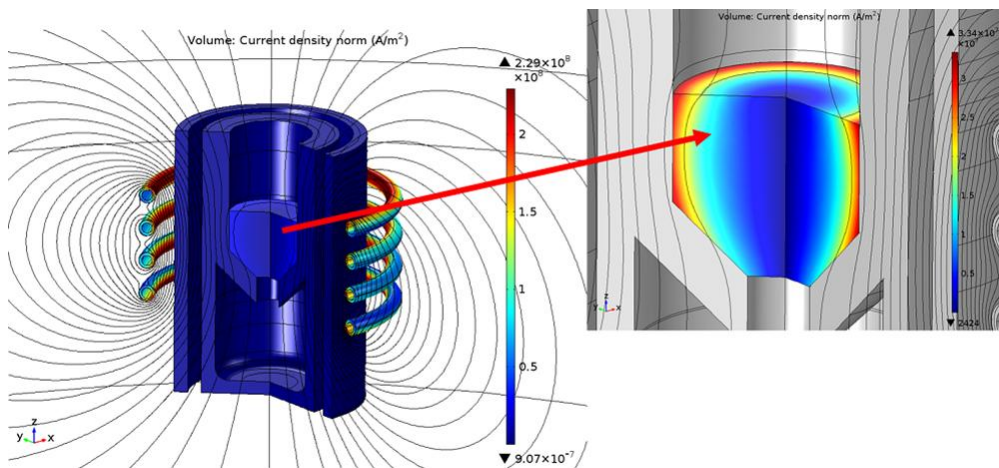 Volume: Current density norm (A/m²)
▲ 2.29×10⁸
×10⁸
2
1.5
1
0.5
▼ 9.07×10⁻⁷
z
y
x
Volume: Current density norm (A/m²)
▲ 3.34×10⁷
×10⁷
3
2.5
2
1.5
1
0.5
▼ 2424
z
y
x